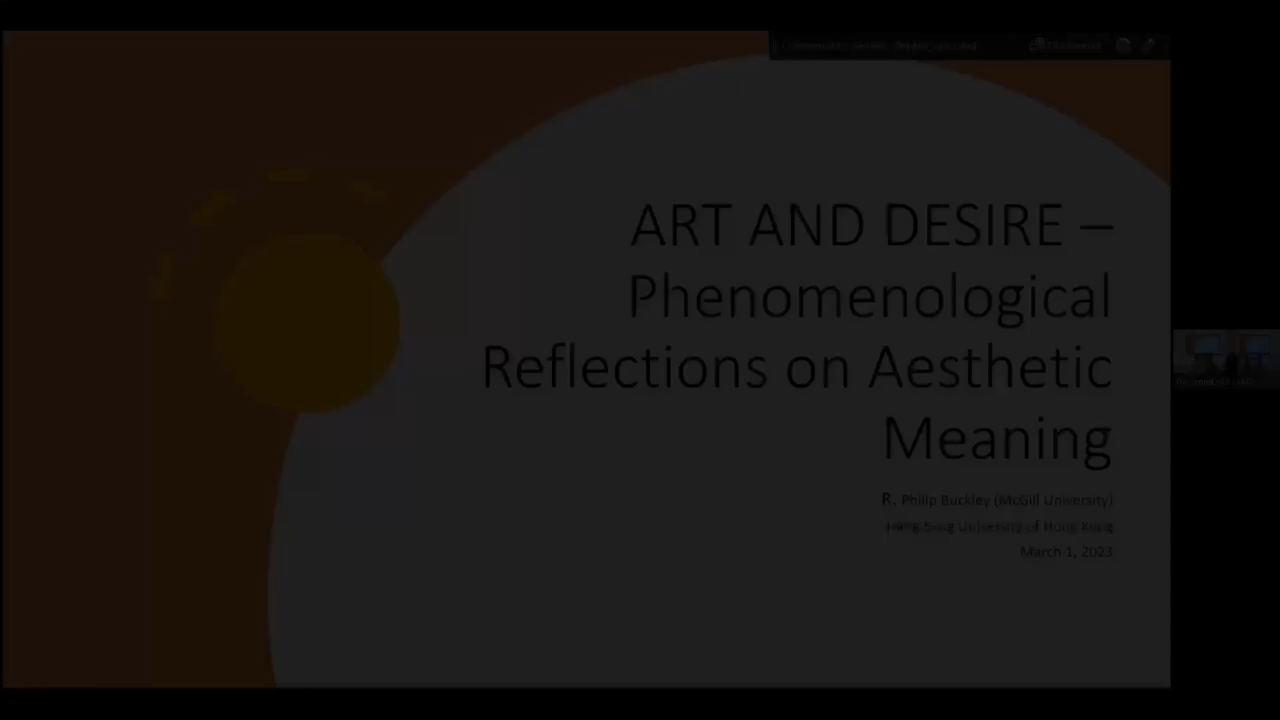 ART AND DESIRE –
Phenomenological
Reflections on Aesthetic
Meaning
R. Philip Buckley (McGill University)
Hang Seng University of Hong Kong
March 1, 2023